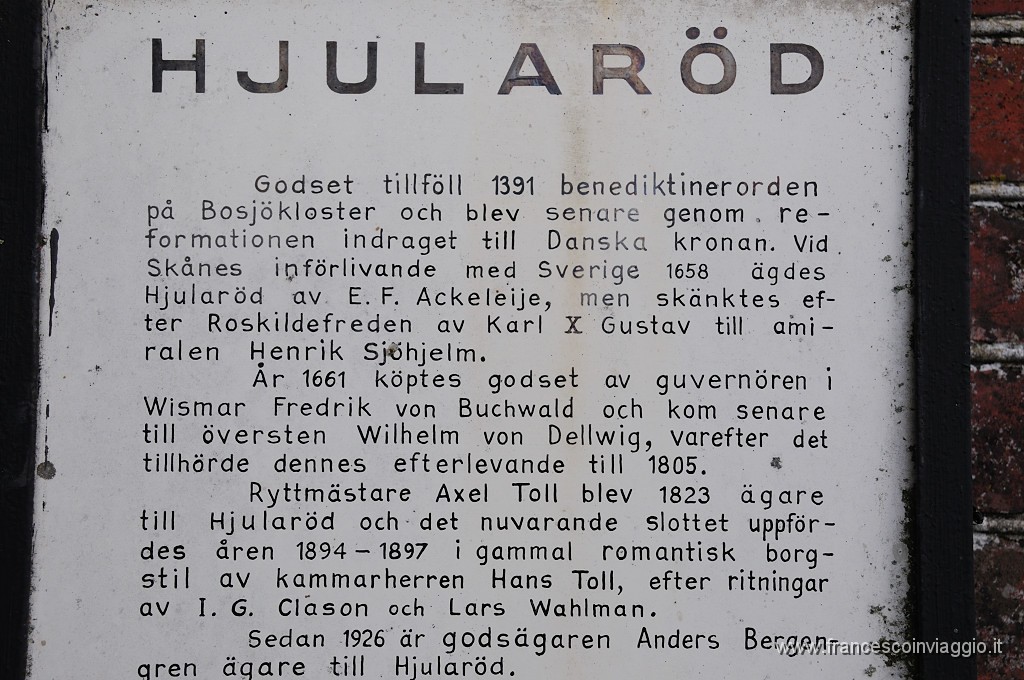 HJULARÖD
Godset tillföll 1391 benediktinerorden
på Bosjökloster och blev senare genom re-
formationen indraget till Danska kronan. Vid
Skånes införlivande med Sverige 1658 ägdes
Hjularöd av E. F. Ackeleije, men skänktes ef-
ter Roskildefreden av Karl X Gustav till ami-
ralen Henrik Sjöhjelm.
År 1661 köptes godset av guvernören i
Wismar Fredrik von Buchwald och kom senare
till översten Wilhelm von Dellwig, varefter det
tillhörde dennes efterlevande till 1805.
Ryttmästare Axel Toll blev 1823 ägare
till Hjularöd och det nuvarande slottet uppför-
des åren 1894-1897 i gammal romantisk borg-
stil av kammarherren Hans Toll, efter ritningar
av I. G. Clason och Lars Wahlman.
Sedan 1926 är godsägaren Anders Bergen-
gren ägare till Hjularöd.
www.francescoinviaggio.it